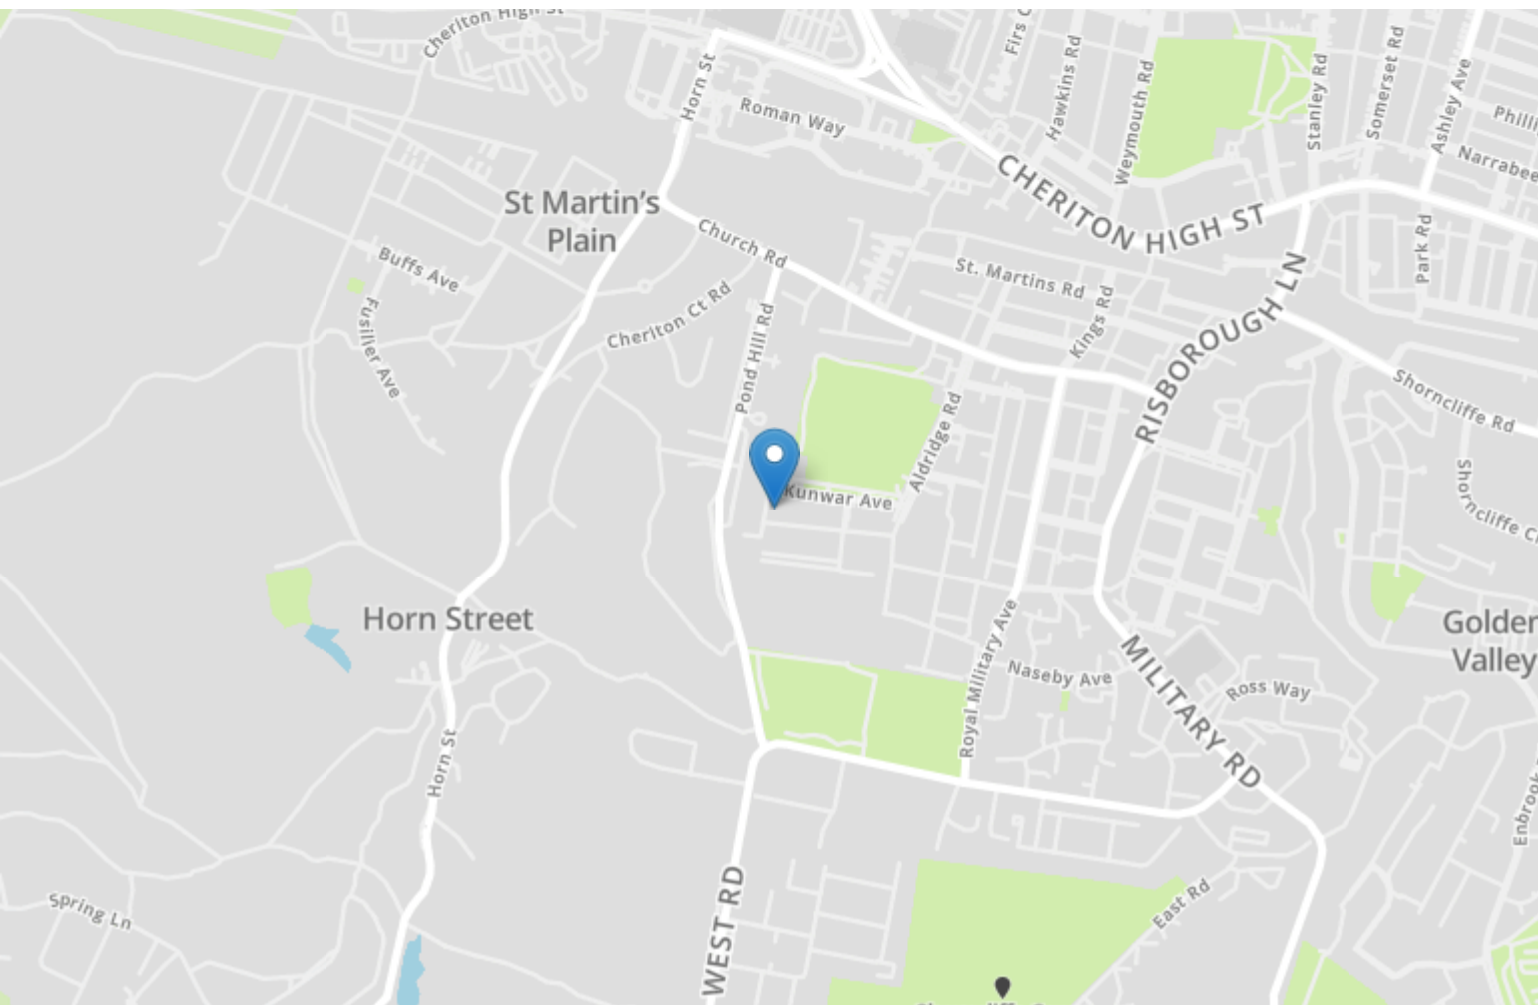 Cheriton High St
Firs C
Hawkins Rd
Weymouth Rd
Stanley Rd
Somerset Rd
Ashley Ave
Horn St
Roman Way
CHERITON HIGH ST
St Martin's
Plain
Church Rd
St. Martins Rd
Park Rd
Buffs Ave
Cheriton Ct Rd
Pond Hill Rd
Kings Rd
RISBOROUGH LN
Fusilier Ave
Shorncliffe Rd
Aldridge Rd
Kunwar Ave
Shorncliffe C
Horn Street
Golden
Valley
Royal Military Ave
Naseby Ave
MILITARY RD
Ross Way
Horn St
Enbrook
Spring Ln
WEST RD
East Rd